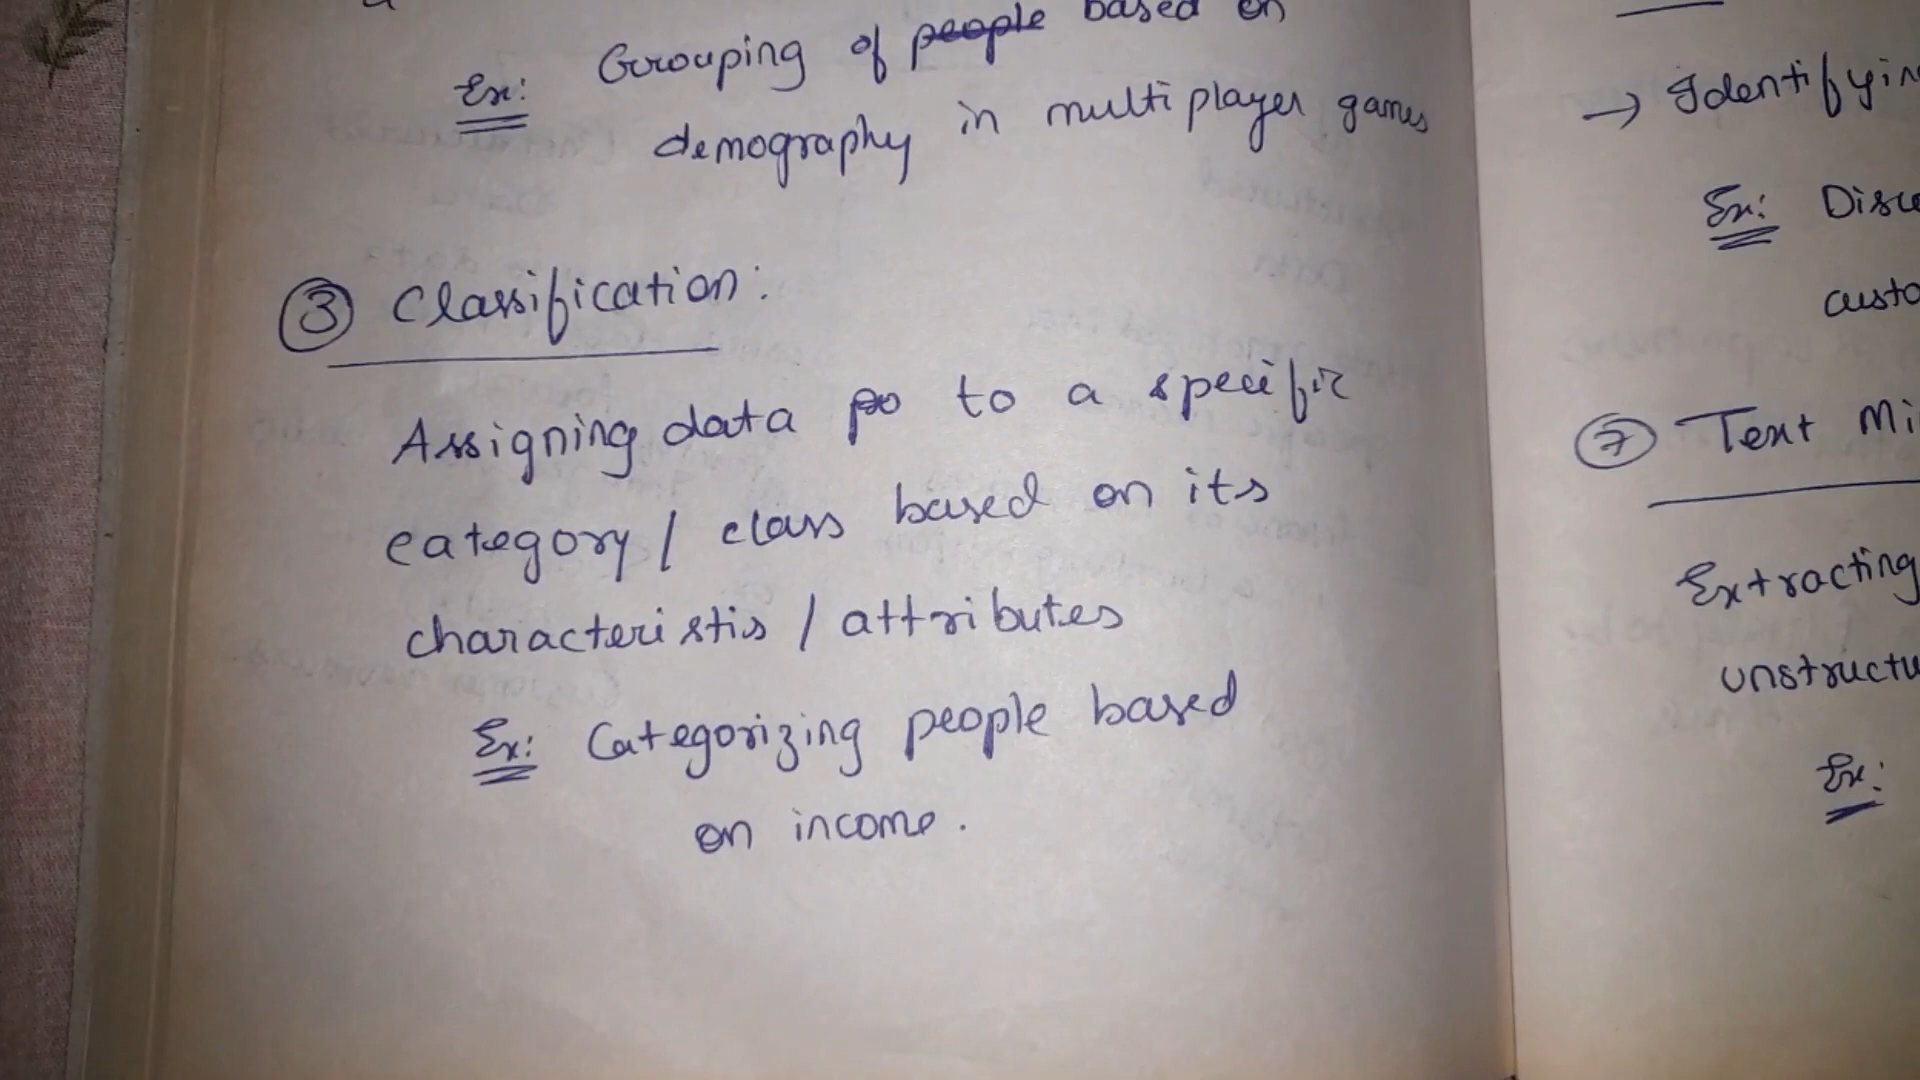 Ex: Grouping of people based on
demography in multiplayer games
③ Classification:
Assigning data po to a specific
category / class based on its
characteristis / attributes
Ex: Categorizing people based
on income.
→ Identifyin
Ex: Disc
custo
⑦ Text Mi
Extracting
unstructu
Ex: